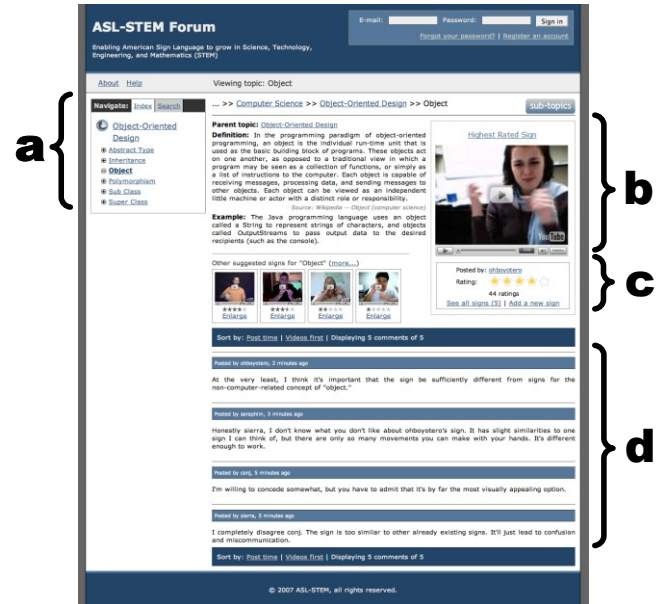 ASL-STEM Forum
Enabling American Sign Language to grow in Science, Technology,
Engineering, and Mathematics (STEM)
E-mail: Password: Sign in
Forgot your password? | Register an account
About Help Viewing topic: Object
Navigate: Index Search
Object-Oriented
Design
Abstract Type
Inheritance
Object
Polymorphism
Sub Class
Super Class
a
... >> Computer Science >> Object-Oriented Design >> Object
sub-topics
Parent topic: Object-Oriented Design
Definition: In the programming paradigm of object-oriented
programming, an object is the individual run-time unit that is
used as the basic building block of programs. These objects act
on one another, as opposed to a traditional view in which a
program may be seen as a collection of functions, or simply as
a list of instructions to the computer. Each object is capable of
receiving messages, processing data, and sending messages to
other objects. Each object can be viewed as an independent
little machine or actor with a distinct role or responsibility.
Source: Wikipedia -- Object (computer science)
Example: The Java programming language uses an object
called a String to represent strings of characters, and objects
called OutputStreams to pass output data to the desired
recipients (such as the console).
Highest Rated Sign
YouTube
b
Posted by: ohboyotero
Rating:
44 ratings
See all signs (5) | Add a new sign
c
Other suggested signs for "Object" (more...)
Enlarge Enlarge Enlarge Enlarge
Sort by: Post time | Videos first | Displaying 5 comments of 5
Posted by ohboyotero, 3 minutes ago
At the very least, I think it's important that the sign be sufficiently different from signs for the
non-computer-related concept of "object."
Posted by seraphim, 3 minutes ago
Honestly sierra, I don't know what you don't like about ohboyotero's sign. It has slight similarities to one
sign I can think of, but there are only so many movements you can make with your hands. It's different
enough to work.
Posted by conj, 5 minutes ago
I'm willing to concede somewhat, but you have to admit that it's by far the most visually appealing option.
Posted by sierra, 5 minutes ago
I completely disagree conj. The sign is too similar to other already existing signs. It'll just lead to confusion
and miscommunication.
d
Sort by: Post time | Videos first | Displaying 5 comments of 5
© 2007 ASL-STEM, all rights reserved.